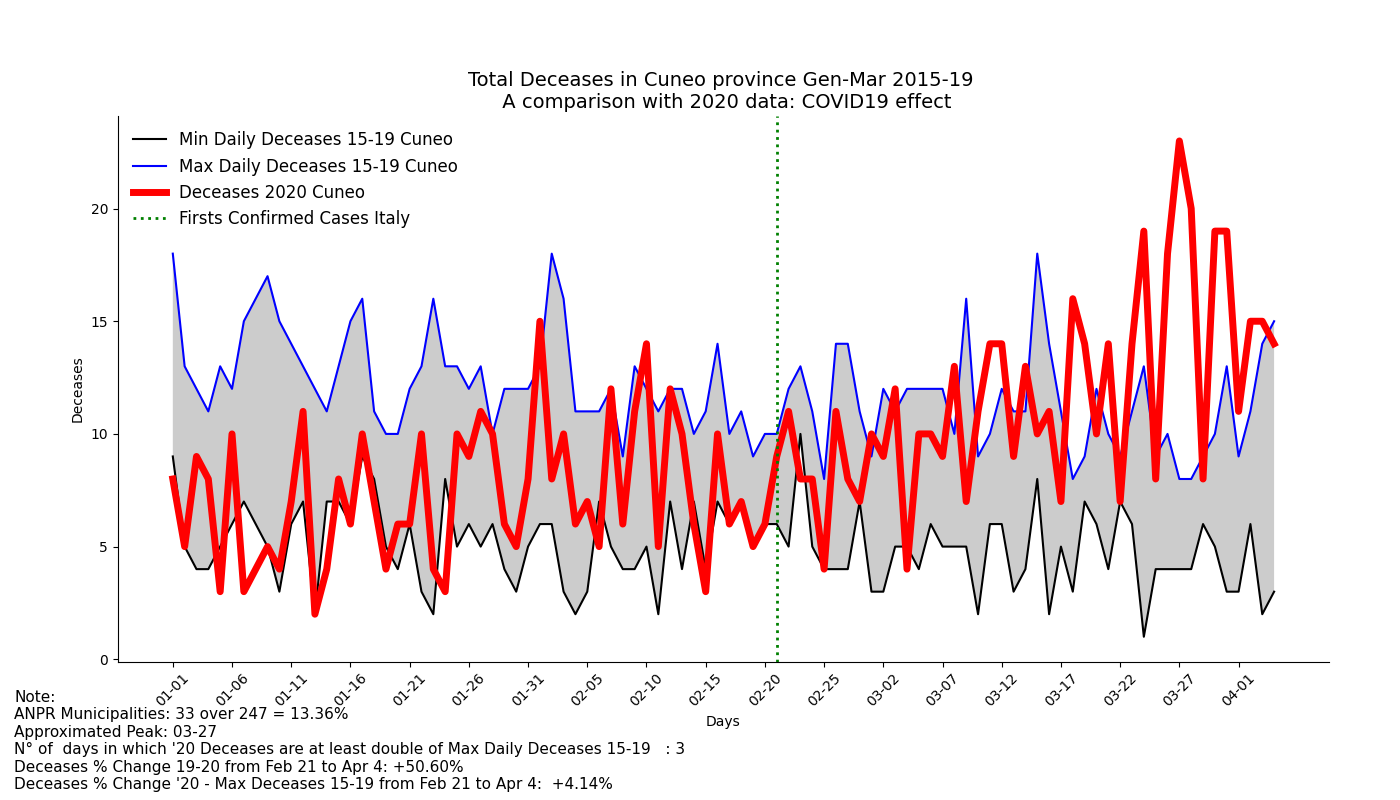 Total Deceases in Cuneo province Gen-Mar 2015-19
A comparison with 2020 data: COVID19 effect
Min Daily Deceases 15-19 Cuneo
Max Daily Deceases 15-19 Cuneo
Deceases 2020 Cuneo
Firsts Confirmed Cases Italy
Deceases
20
15
10
5
0
01-01 01-06 01-11 01-16 01-21 01-26 01-31 02-05 02-10 02-15 02-20 02-25 03-02 03-07 03-12 03-17 03-22 03-27 04-01
Days
Note:
ANPR Municipalities: 33 over 247 = 13.36%
Approximated Peak: 03-27
N° of  days in which '20 Deceases are at least double of Max Daily Deceases 15-19   : 3
Deceases % Change 19-20 from Feb 21 to Apr 4: +50.60%
Deceases % Change '20 - Max Deceases 15-19 from Feb 21 to Apr 4:  +4.14%